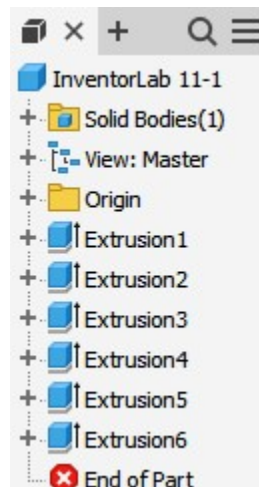 InventorLab 11-1
Solid Bodies(1)
View: Master
Origin
Extrusion1
Extrusion2
Extrusion3
Extrusion4
Extrusion5
Extrusion6
End of Part